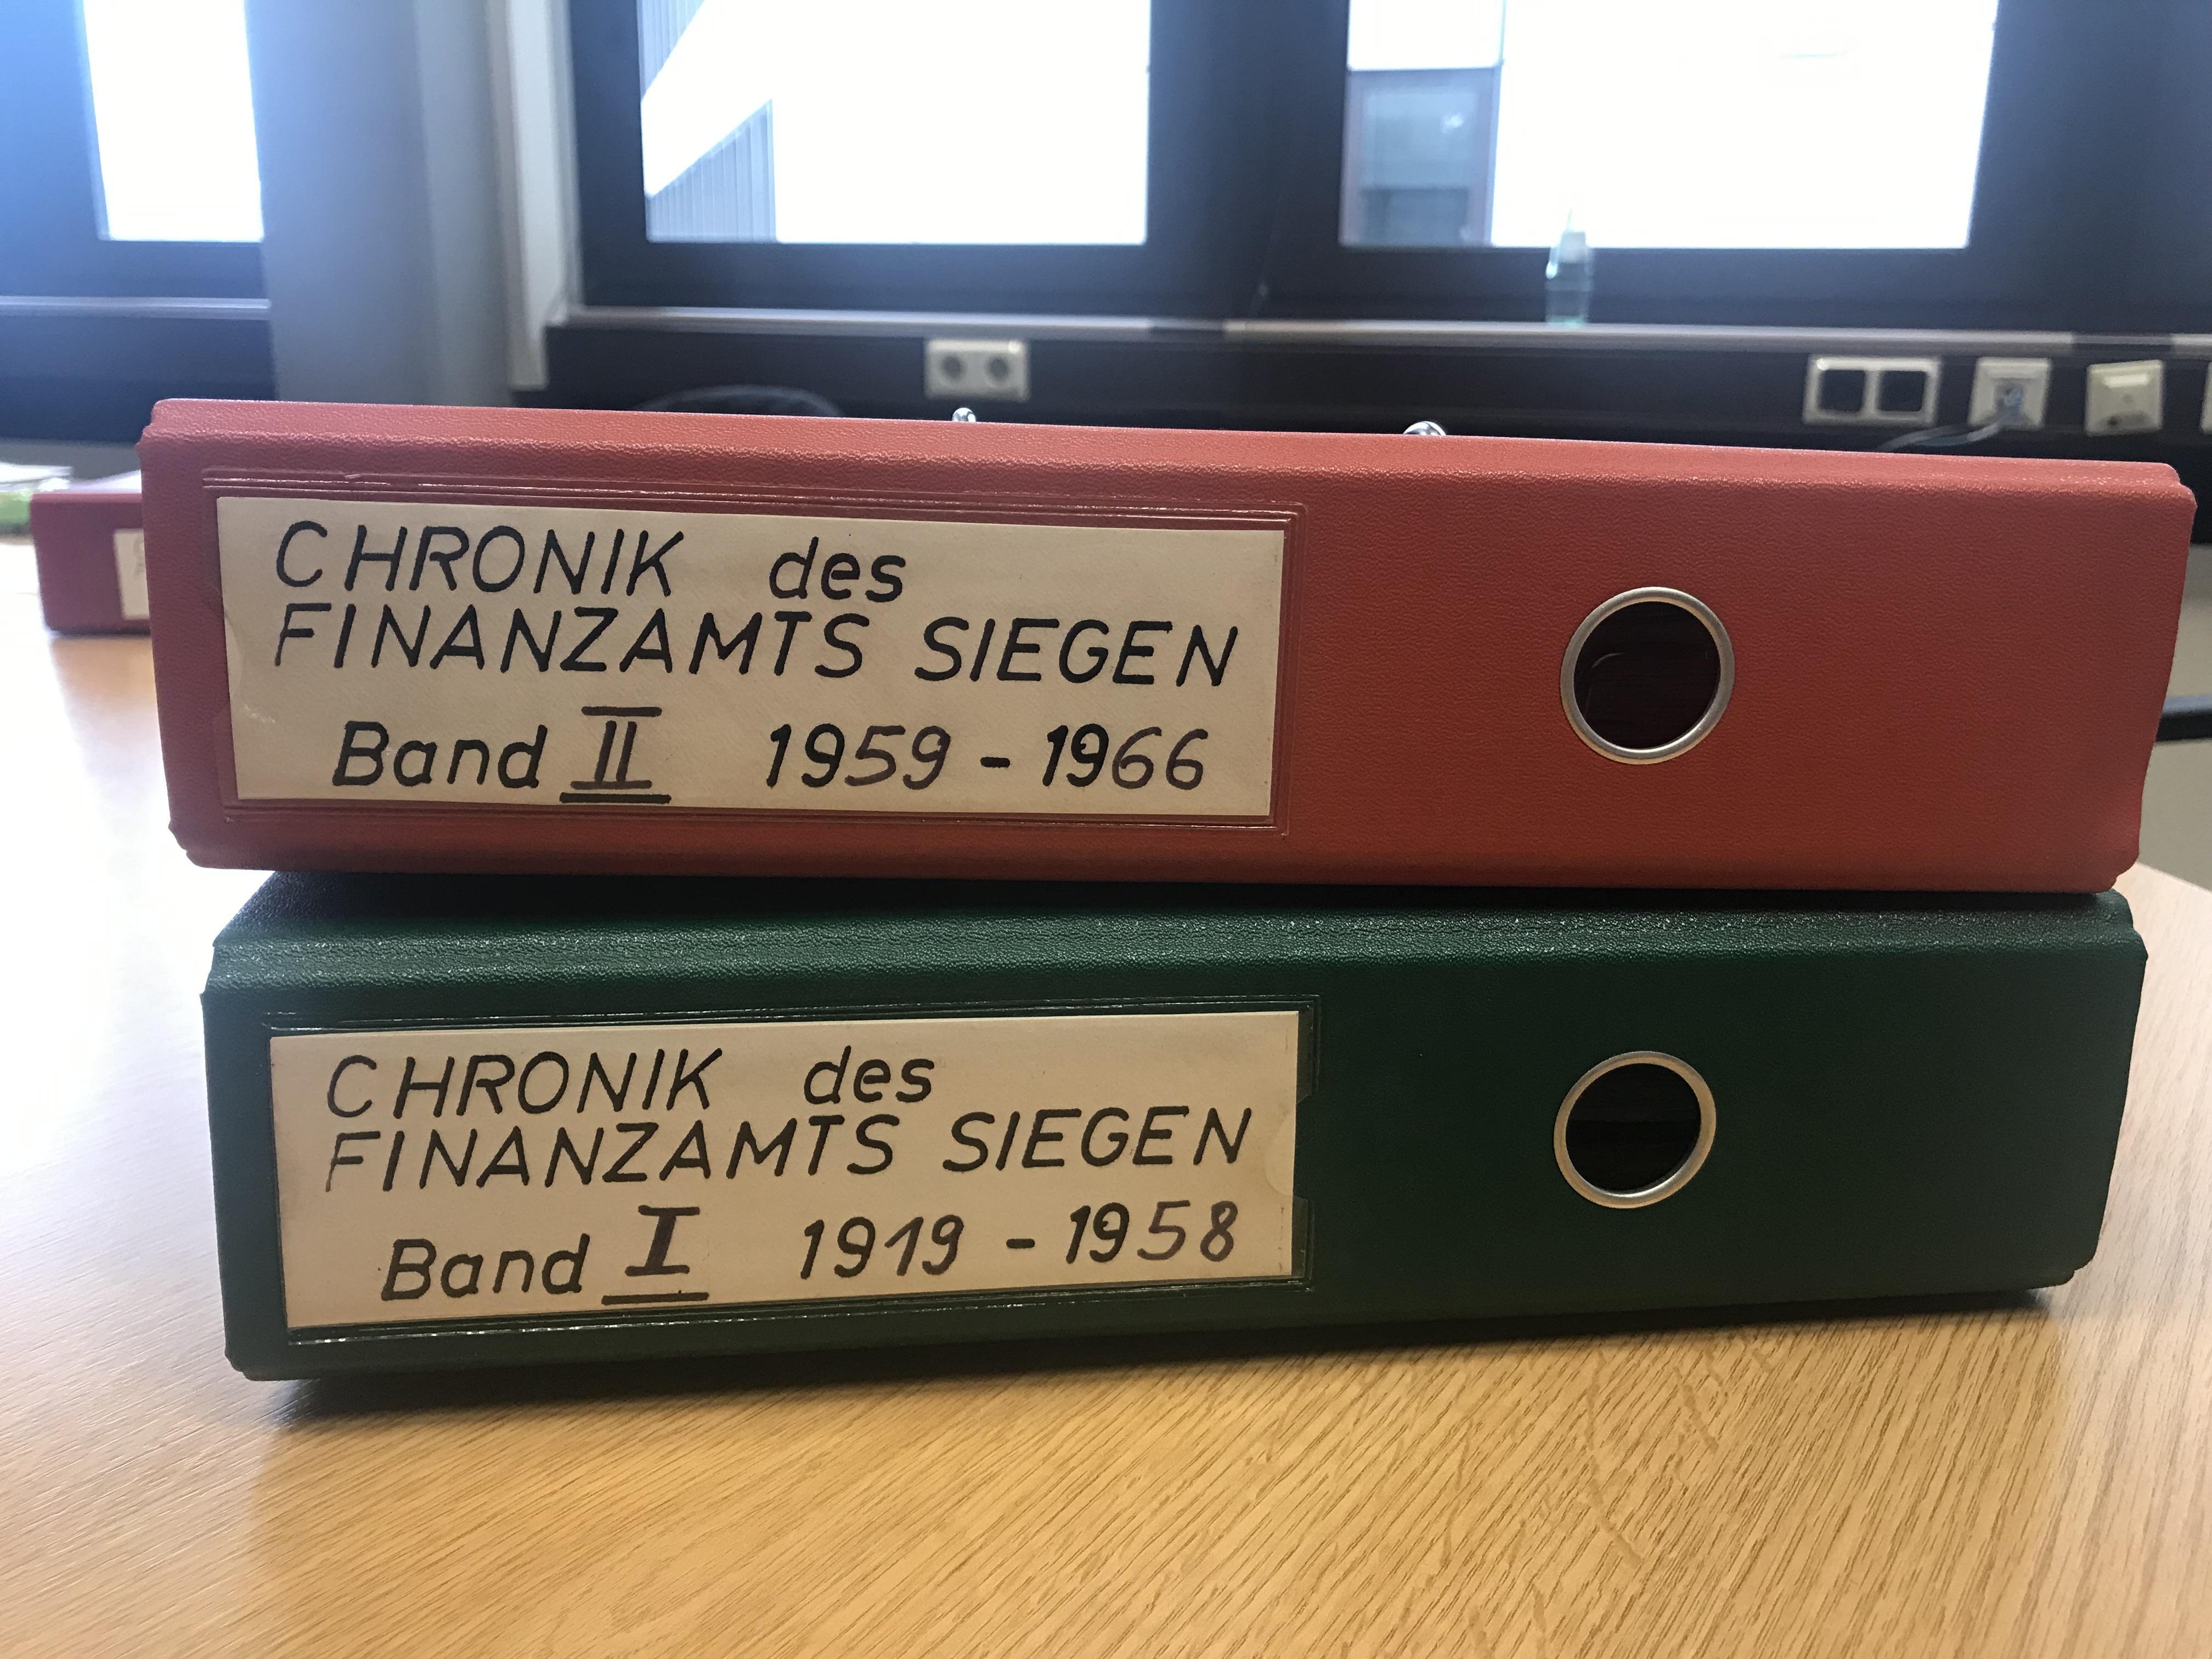 CHRONIK des
FINANZAMTS SIEGEN
Band II 1959 - 1966
CHRONIK des
FINANZAMTS SIEGEN
Band I 1919 - 1958